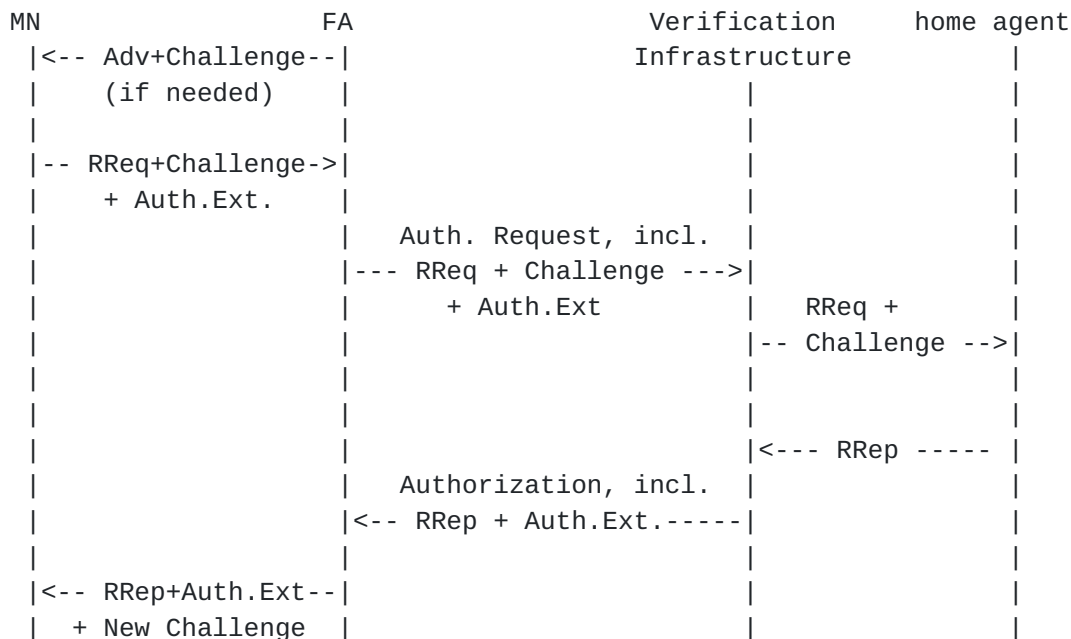 MN                  FA                   Verification     home agent
 |<-- Adv+Challenge--|                  Infrastructure          |
 |    (if needed)    |                         |                |
 |                   |                         |                |
 |-- RReq+Challenge->|                         |                |
 |    + Auth.Ext.    |                         |                |
 |                   |   Auth. Request, incl.  |                |
 |                   |--- RReq + Challenge --->|                |
 |                   |      + Auth.Ext         |   RReq +       |
 |                   |                         |-- Challenge -->|
 |                   |                         |                |
 |                   |                         |                |
 |                   |                         |<--- RRep ----- |
 |                   |   Authorization, incl.  |                |
 |                   |<-- RRep + Auth.Ext.-----|                |
 |                   |                         |                |
 |<-- RRep+Auth.Ext--|                         |                |
 |  + New Challenge  |                         |                |